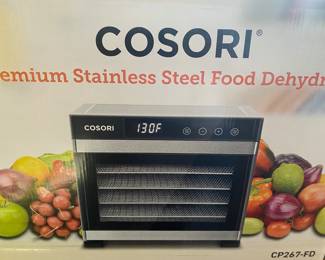 COSORI®
emium Stainless Steel Food Dehydr
COSORI
130F
CP267-FD